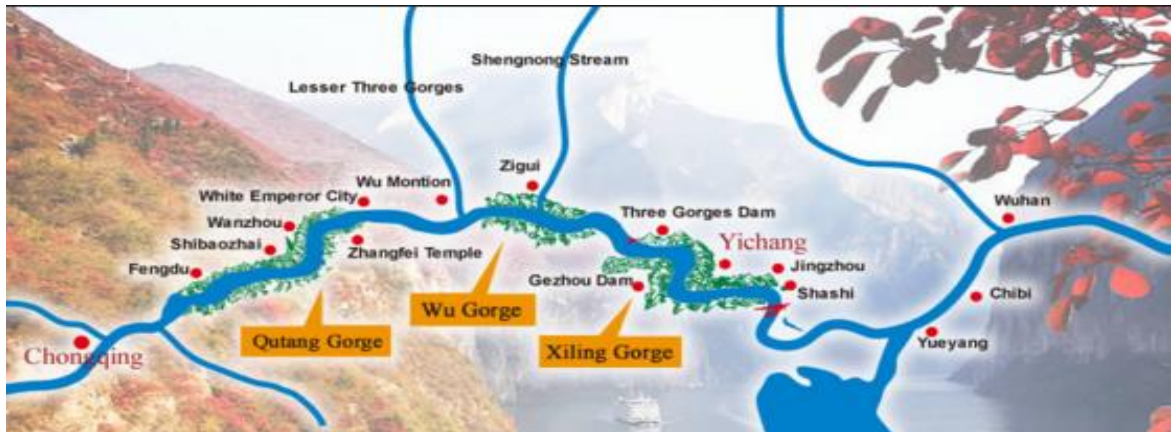 Shengnong Stream
Lesser Three Gorges
Zigui
Wu Montion
White Emperor City
Wanzhou
Shibaozhai
Fengdu
Zhangfei Temple
Three Gorges Dam
Yichang
Gezhou Dam
Jingzhou
Shashi
Wuhan
Chibi
Yueyang
Wu Gorge
Qutang Gorge
Xiling Gorge
Chongqing